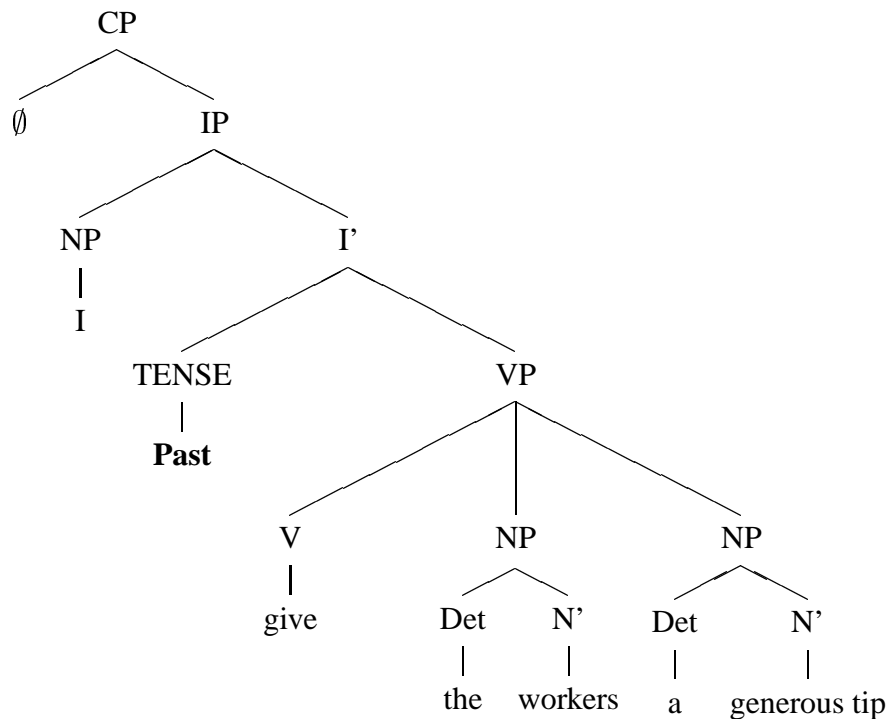 CP
∅ IP
NP I’
I
TENSE VP
Past
V NP NP
give Det N’ Det N’
the workers a generous tip